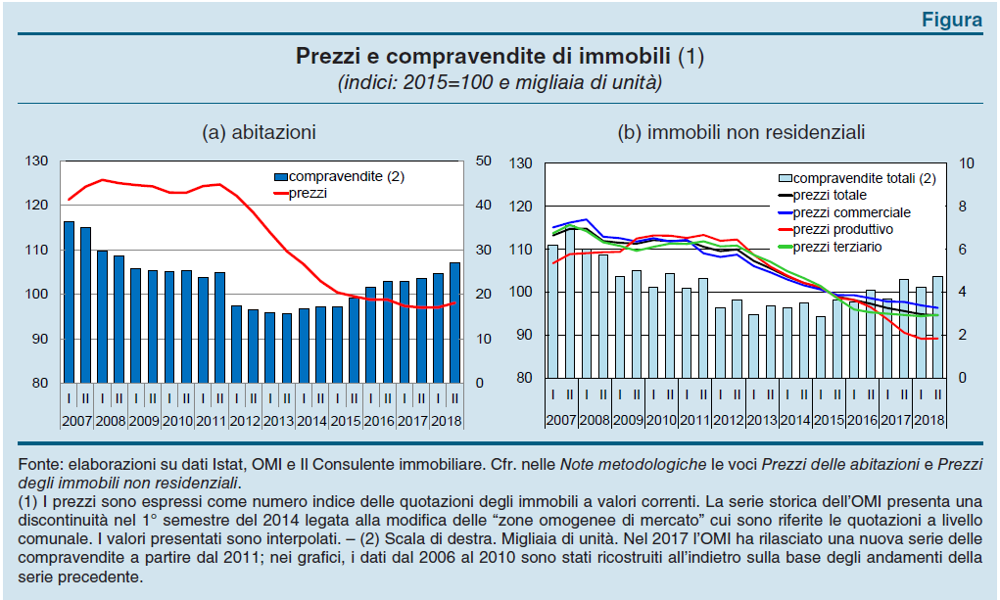 Figura
Prezzi e compravendite di immobili (1)
(indici: 2015=100 e migliaia di unità)
(a) abitazioni
130
120
110
100
90
80
50
40
30
20
10
0
compravendite (2)
prezzi
I II I II I II I II I II I II I II I II I II I II I II I II
2007 2008 2009 2010 2011 2012 2013 2014 2015 2016 2017 2018
(b) immobili non residenziali
130
120
110
100
90
80
10
8
6
4
2
0
compravendite totali (2)
prezzi totale
prezzi commerciale
prezzi produttivo
prezzi terziario
I II I II I II I II I II I II I II I II I II I II I II I II
2007 2008 2009 2010 2011 2012 2013 2014 2015 2016 2017 2018
Fonte: elaborazioni su dati Istat, OMI e Il Consulente immobiliare. Cfr. nelle Note metodologiche le voci Prezzi delle abitazioni e Prezzi
degli immobili non residenziali.
(1) I prezzi sono espressi come numero indice delle quotazioni degli immobili a valori correnti. La serie storica dell'OMI presenta una
discontinuità nel 1° semestre del 2014 legata alla modifica delle “zone omogenee di mercato” cui sono riferite le quotazioni a livello
comunale. I valori presentati sono interpolati. – (2) Scala di destra. Migliaia di unità. Nel 2017 l'OMI ha rilasciato una nuova serie delle
compravendite a partire dal 2011; nei grafici, i dati dal 2006 al 2010 sono stati ricostruiti all'indietro sulla base degli andamenti della
serie precedente.